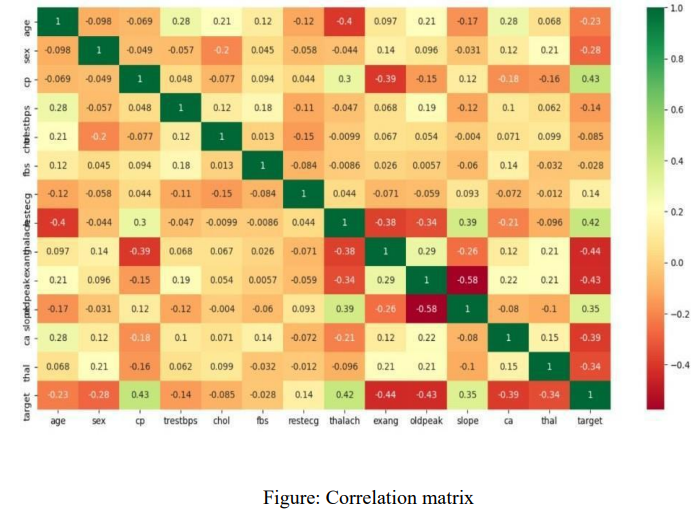 age 1 -0.098 -0.069 0.28 0.21 0.12 -0.12 -0.4 0.097 0.21 -0.17 0.28 0.068 -0.23
sex -0.098 1 -0.049 -0.057 -0.2 0.045 -0.058 -0.044 0.14 0.096 -0.031 0.12 0.21 -0.28
cp -0.069 -0.049 1 0.048 -0.077 0.094 0.044 0.3 -0.39 -0.15 0.12 -0.18 -0.16 0.43
trestbps 0.28 -0.057 0.048 1 0.12 0.18 -0.11 -0.047 0.068 0.19 -0.12 0.1 0.062 -0.14
chol 0.21 -0.2 -0.077 0.12 1 0.013 -0.15 -0.0099 0.067 0.054 -0.004 0.071 0.099 -0.085
fbs 0.12 0.045 0.094 0.18 0.013 1 -0.084 -0.0086 0.026 0.0057 -0.06 0.14 -0.032 -0.028
restecg -0.12 -0.058 0.044 -0.11 -0.15 -0.084 1 0.044 -0.071 -0.059 0.093 -0.072 -0.012 0.14
thalach -0.4 -0.044 0.3 -0.047 -0.0099 -0.0086 0.044 1 -0.38 -0.34 0.39 -0.21 -0.096 0.42
exang 0.097 0.14 -0.39 0.068 0.067 0.026 -0.071 -0.38 1 0.29 -0.26 0.12 0.21 -0.44
oldpeak 0.21 0.096 -0.15 0.19 0.054 0.0057 -0.059 -0.34 0.29 1 -0.58 0.22 0.21 -0.43
slope -0.17 -0.031 0.12 -0.12 -0.004 -0.06 0.093 0.39 -0.26 -0.58 1 -0.08 -0.1 0.35
ca 0.28 0.12 -0.18 0.1 0.071 0.14 -0.072 -0.21 0.12 0.22 -0.08 1 0.15 -0.39
thal 0.068 0.21 -0.16 0.062 0.099 -0.032 -0.012 -0.096 0.21 0.21 -0.1 0.15 1 -0.34
target -0.23 -0.28 0.43 -0.14 -0.085 -0.028 0.14 0.42 -0.44 -0.43 0.35 -0.39 -0.34 1
age sex cp trestbps chol fbs restecg thalach exang oldpeak slope ca thal target
1.0
0.8
0.6
0.4
0.2
0.0
−0.2
−0.4
Figure: Correlation matrix